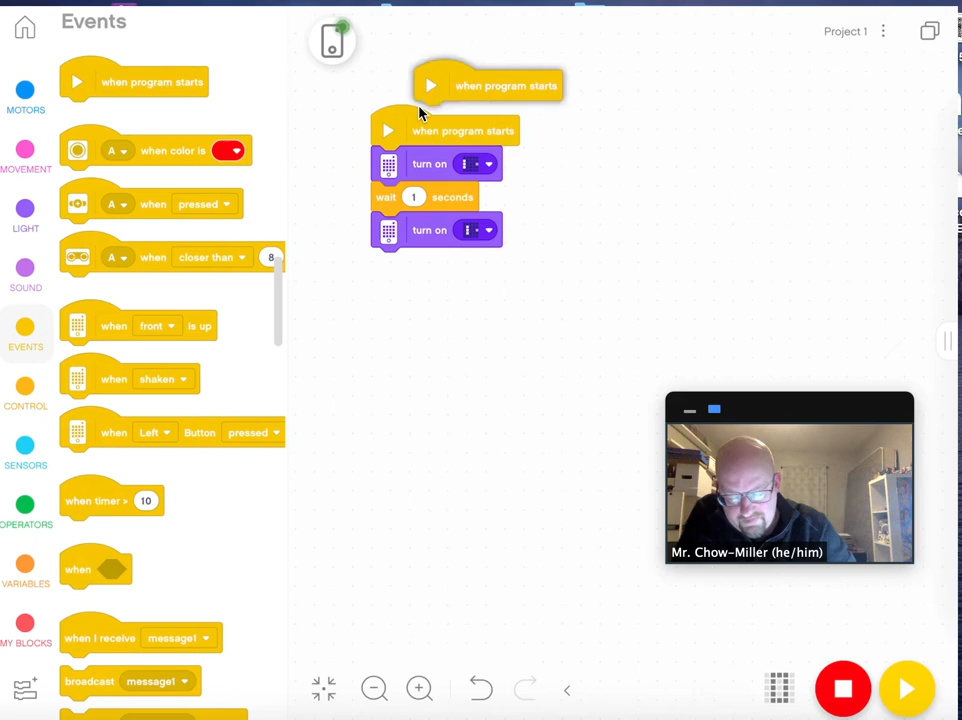 Events
Project 1
MOTORS
MOVEMENT
LIGHT
SOUND
EVENTS
CONTROL
SENSORS
OPERATORS
VARIABLES
MY BLOCKS
when program starts
A when color is
A when pressed
A when closer than 8
when front is up
when shaken
when Left Button pressed
when timer > 10
when
when I receive message1
broadcast message1
when program starts
when program starts
turn on
wait 1 seconds
turn on
Mr. Chow-Miller (he/him)